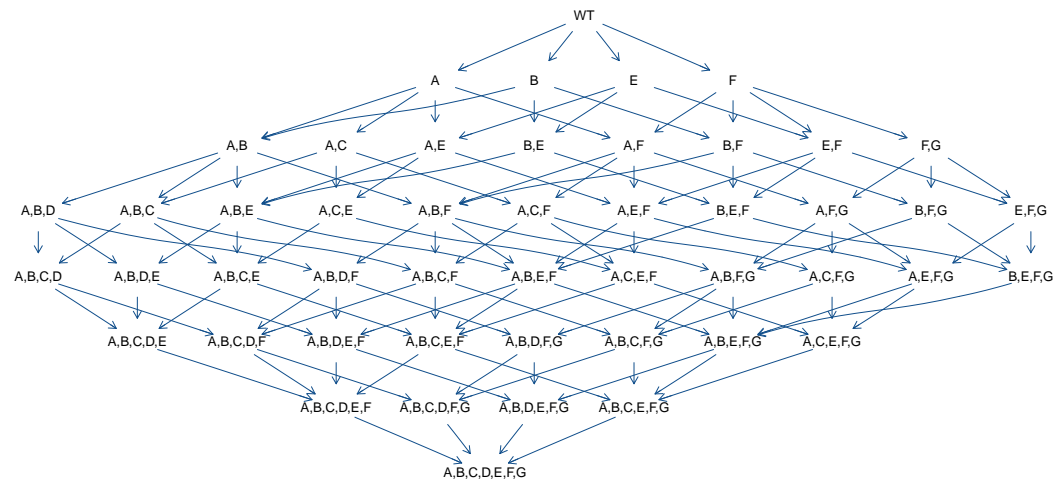 WT
A B E F
A,B A,C A,E B,E A,F B,F E,F F,G
A,B,D A,B,C A,B,E A,C,E A,B,F A,C,F A,E,F B,E,F A,F,G B,F,G E,F,G
A,B,C,D A,B,D,E A,B,C,E A,B,D,F A,B,C,F A,B,E,F A,C,E,F A,B,F,G A,C,F,G A,E,F,G B,E,F,G
A,B,C,D,E A,B,C,D,F A,B,D,E,F A,B,C,E,F A,B,D,F,G A,B,C,F,G A,B,E,F,G A,C,E,F,G
A,B,C,D,E,F A,B,C,D,F,G A,B,D,E,F,G A,B,C,E,F,G
A,B,C,D,E,F,G